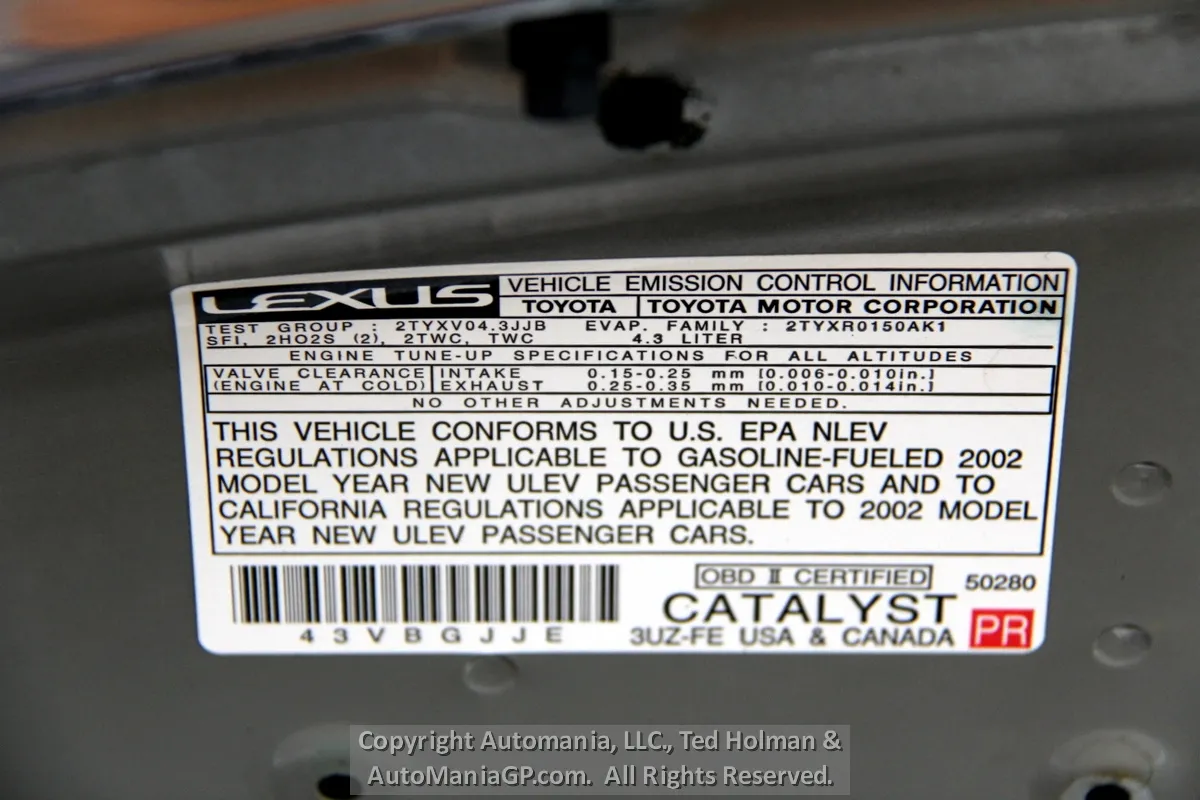 LEXUS VEHICLE EMISSION CONTROL INFORMATION
TOYOTA TOYOTA MOTOR CORPORATION
TEST GROUP : 2TYXV04.3JJB EVAP. FAMILY : 2TYXR0150AK1
SFI, 2HO2S (2), 2TWC, TWC 4.3 LITER
ENGINE TUNE-UP SPECIFICATIONS FOR ALL ALTITUDES
VALVE CLEARANCE INTAKE 0.15-0.25 mm [0.006-0.010in.]
(ENGINE AT COLD) EXHAUST 0.25-0.35 mm [0.010-0.014in.]
NO OTHER ADJUSTMENTS NEEDED.
THIS VEHICLE CONFORMS TO U.S. EPA NLEV
REGULATIONS APPLICABLE TO GASOLINE-FUELED 2002
MODEL YEAR NEW ULEV PASSENGER CARS AND TO
CALIFORNIA REGULATIONS APPLICABLE TO 2002 MODEL
YEAR NEW ULEV PASSENGER CARS.
OBD II CERTIFIED 50280
CATALYST
43VBGJJE 3UZ-FE USA & CANADA PR
Copyright Automania, LLC., Ted Holman &
AutoManiaGP.com. All Rights Reserved.